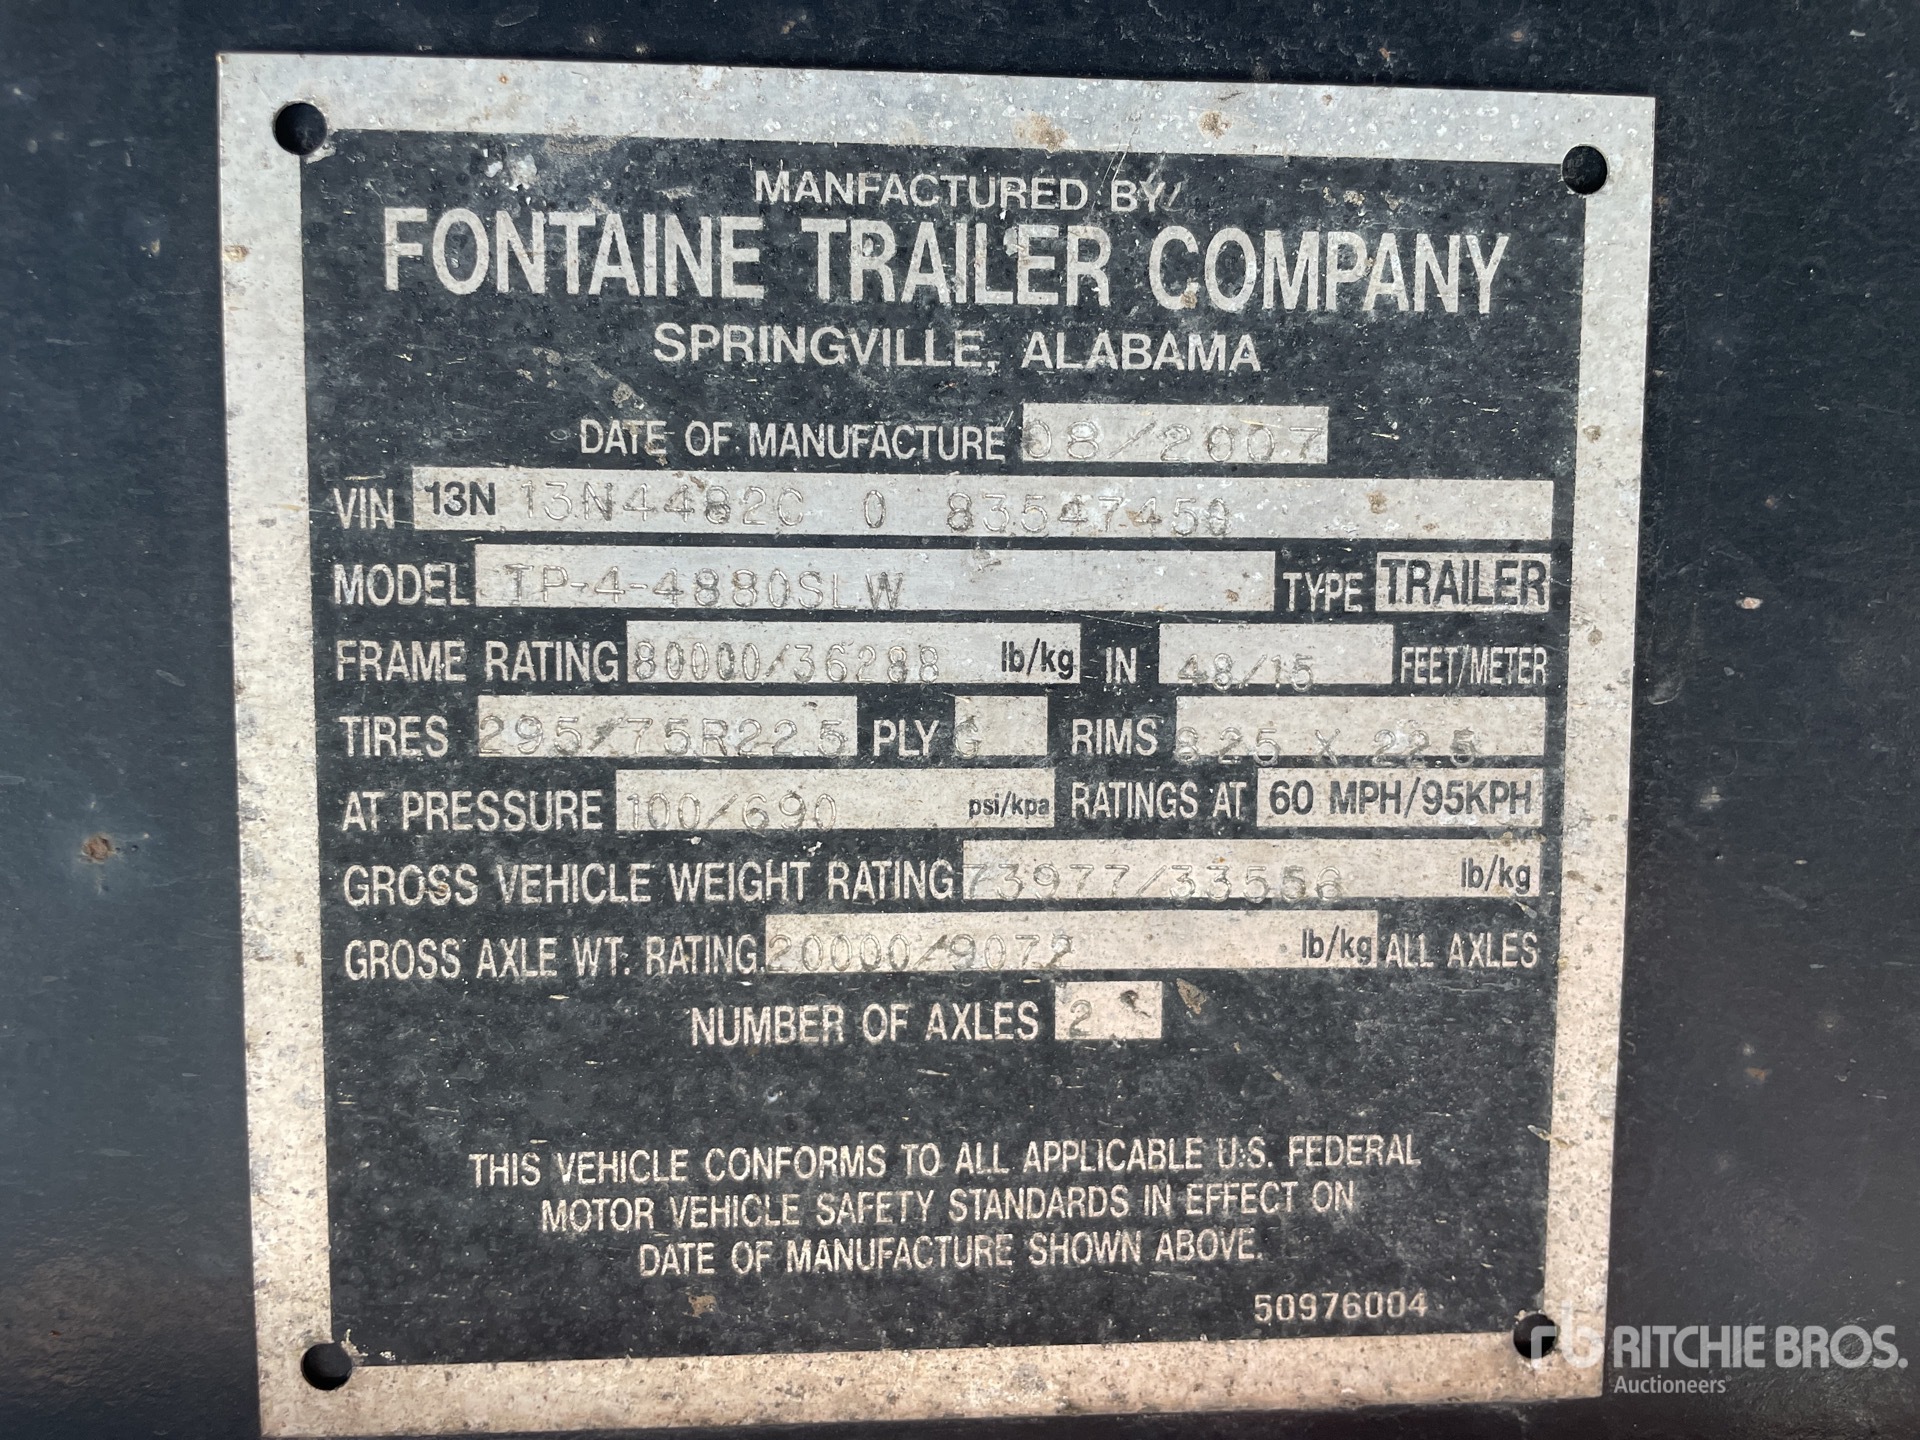 MANFACTURED BY
FONTAINE TRAILER COMPANY
SPRINGVILLE, ALABAMA
DATE OF MANUFACTURE 08/2007
VIN 13N 13N4482C 0 83547450
MODEL TP-4-4880SLW TYPE TRAILER
FRAME RATING 80000/36288 lb/kg IN 48/15 FEET/METER
TIRES 295/75R22.5 PLY G RIMS 8.25 X 22.5
AT PRESSURE 100/690 psi/kpa RATINGS AT 60 MPH/95KPH
GROSS VEHICLE WEIGHT RATING 73977/33556 lb/kg
GROSS AXLE WT. RATING 20000/9072 lb/kg ALL AXLES
NUMBER OF AXLES 2
THIS VEHICLE CONFORMS TO ALL APPLICABLE U.S. FEDERAL
MOTOR VEHICLE SAFETY STANDARDS IN EFFECT ON
DATE OF MANUFACTURE SHOWN ABOVE.
50976004
rb RITCHIE BROS.
Auctioneers